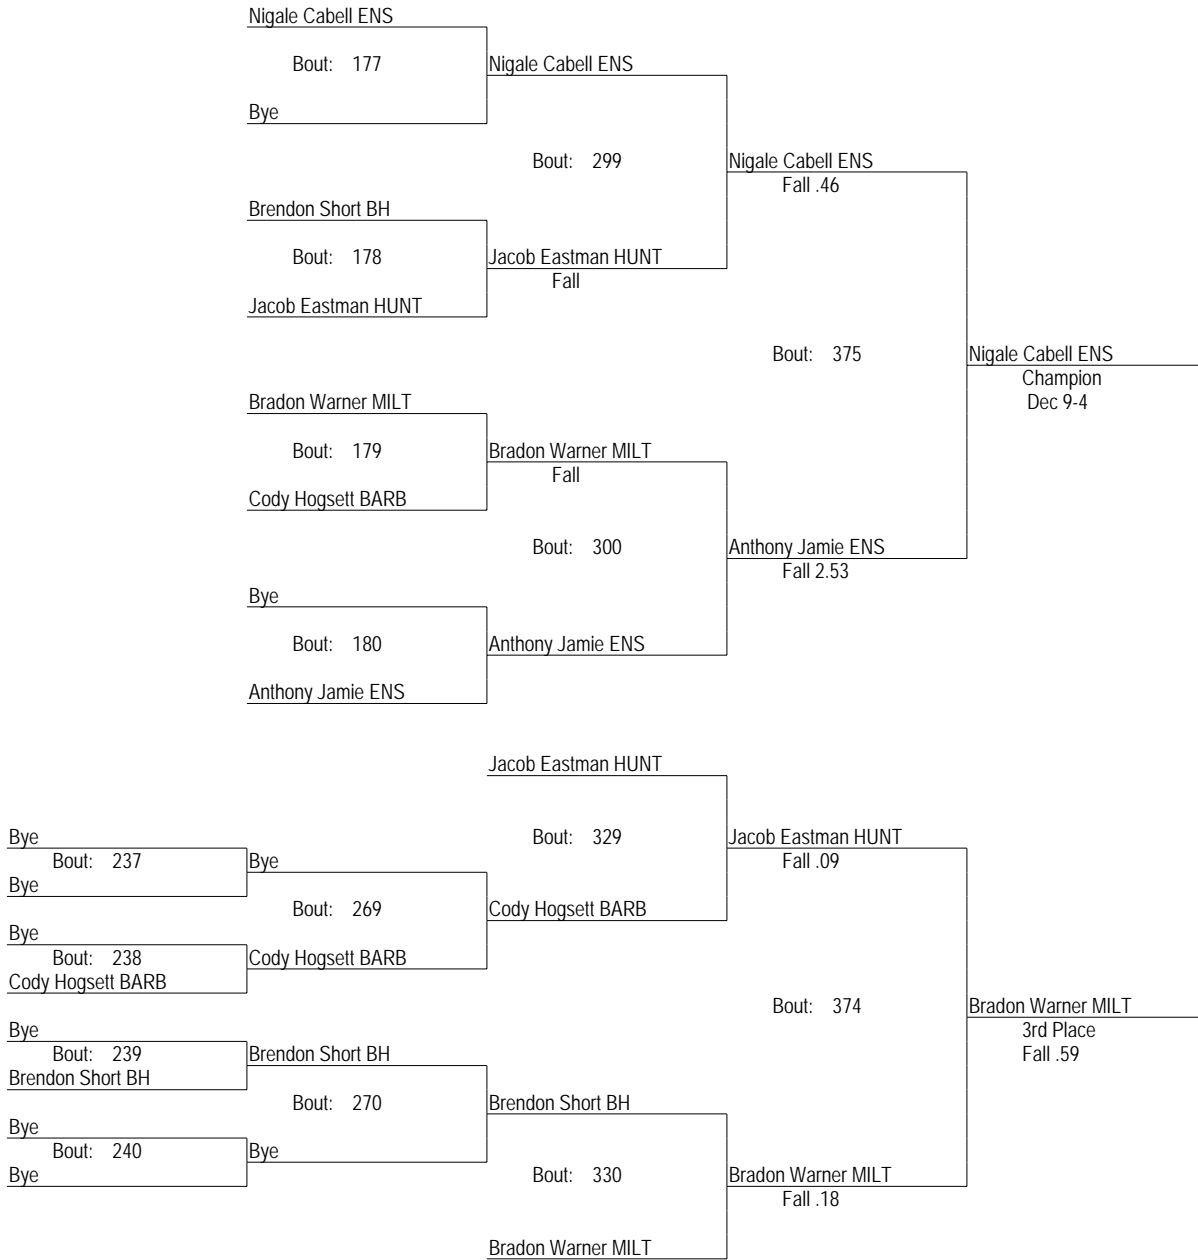 Nigale Cabell ENS
Bout: 177
Nigale Cabell ENS
Bye
Bout: 299
Nigale Cabell ENS
Fall .46
Brendon Short BH
Bout: 178
Jacob Eastman HUNT
Fall
Jacob Eastman HUNT
Bout: 375
Nigale Cabell ENS
Champion
Dec 9-4
Bradon Warner MILT
Bout: 179
Bradon Warner MILT
Fall
Cody Hogsett BARB
Bout: 300
Anthony Jamie ENS
Fall 2.53
Bye
Bout: 180
Anthony Jamie ENS
Anthony Jamie ENS
Jacob Eastman HUNT
Bye
Bout: 329
Jacob Eastman HUNT
Fall .09
Bout: 237
Bye
Bye
Bout: 269
Cody Hogsett BARB
Bye
Bout: 238
Cody Hogsett BARB
Cody Hogsett BARB
Bout: 374
Bradon Warner MILT
3rd Place
Fall .59
Bye
Bout: 239
Brendon Short BH
Brendon Short BH
Bout: 270
Brendon Short BH
Bye
Bout: 240
Bye
Bye
Bout: 330
Bradon Warner MILT
Fall .18
Bradon Warner MILT